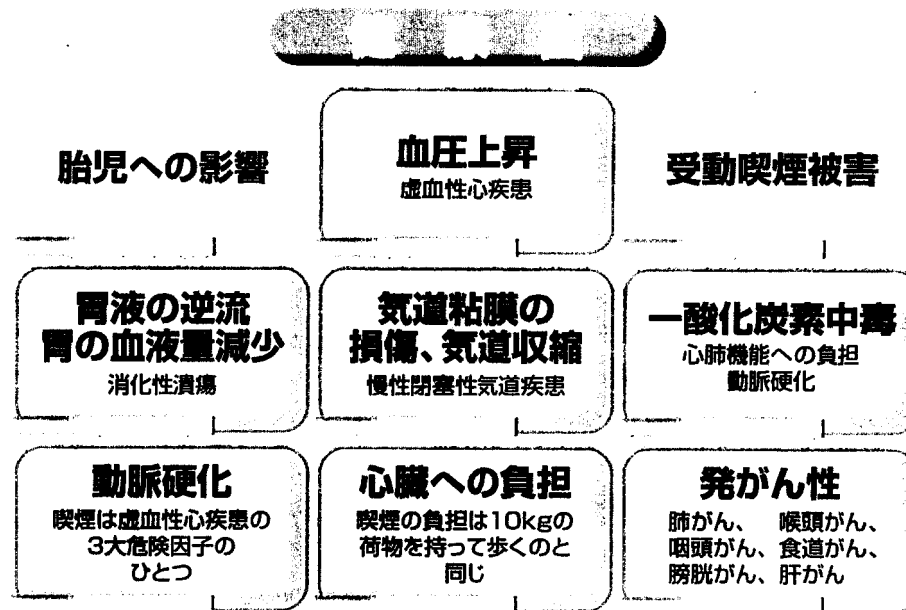 胎児への影響
血圧上昇
虚血性心疾患
受動喫煙被害
胃液の逆流
胃の血液量減少
消化性潰瘍
気道粘膜の
損傷、気道収縮
慢性閉塞性気道疾患
一酸化炭素中毒
心肺機能への負担
動脈硬化
動脈硬化
喫煙は虚血性心疾患の
3大危険因子の
ひとつ
心臓への負担
喫煙の負担は10kgの
荷物を持って歩くのと
同じ
発がん性
肺がん、 喉頭がん、
咽頭がん、食道がん、
膀胱がん、肝がん